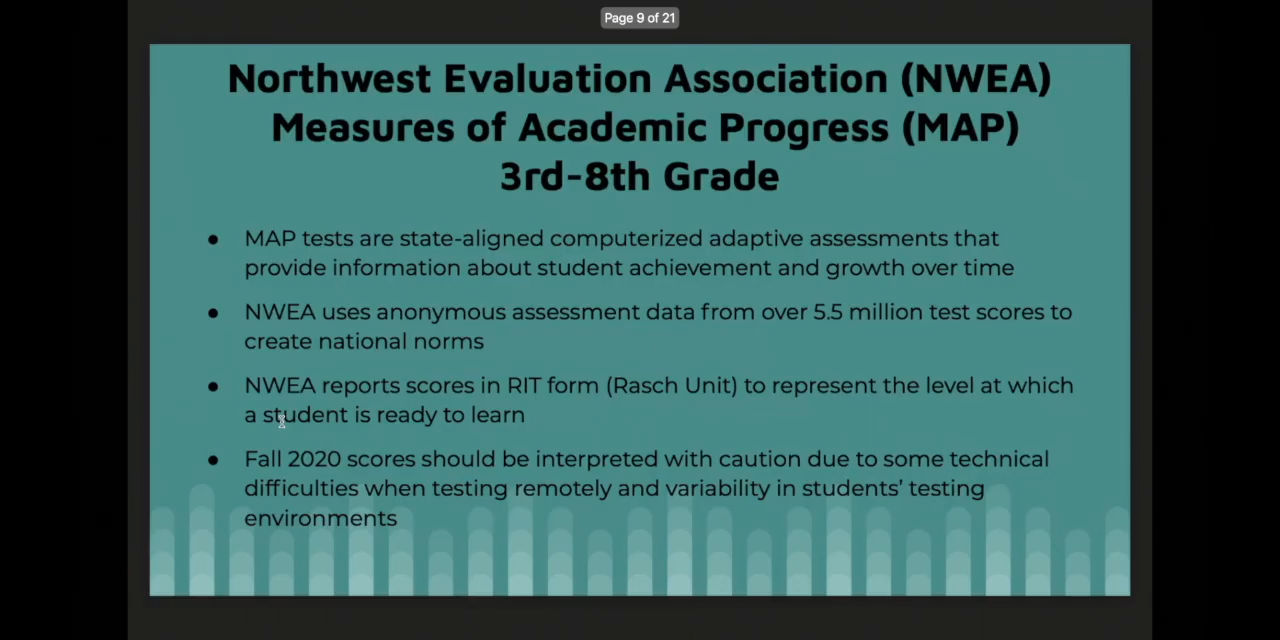 Page 9 of 21
Northwest Evaluation Association (NWEA)
Measures of Academic Progress (MAP)
3rd-8th Grade
● MAP tests are state-aligned computerized adaptive assessments that
provide information about student achievement and growth over time
● NWEA uses anonymous assessment data from over 5.5 million test scores to
create national norms
● NWEA reports scores in RIT form (Rasch Unit) to represent the level at which
a student is ready to learn
● Fall 2020 scores should be interpreted with caution due to some technical
difficulties when testing remotely and variability in students’ testing
environments